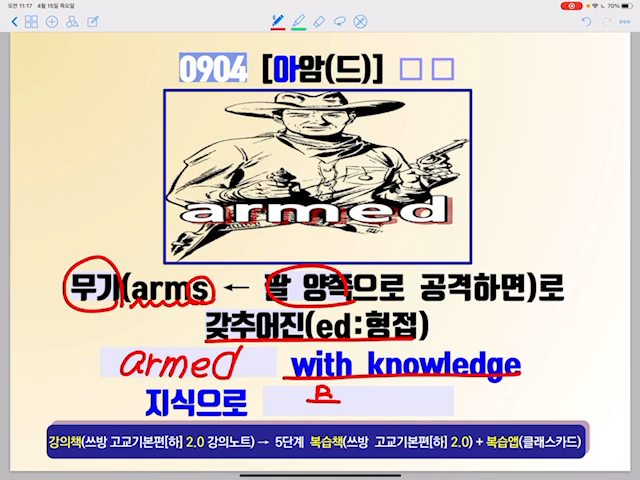 오전 11:17 4월 15일 목요일
70%
0904 [아암(드)] □ □
armed
무기(arms ← 팔 양쪽으로 공격하면)로
갖추어진(ed:형접)
armed with knowledge
지식으로
강의책(쓰방 고교기본편[하] 2.0 강의노트) → 5단계 복습책(쓰방 고교기본편[하] 2.0) + 복습앱(클래스카드)